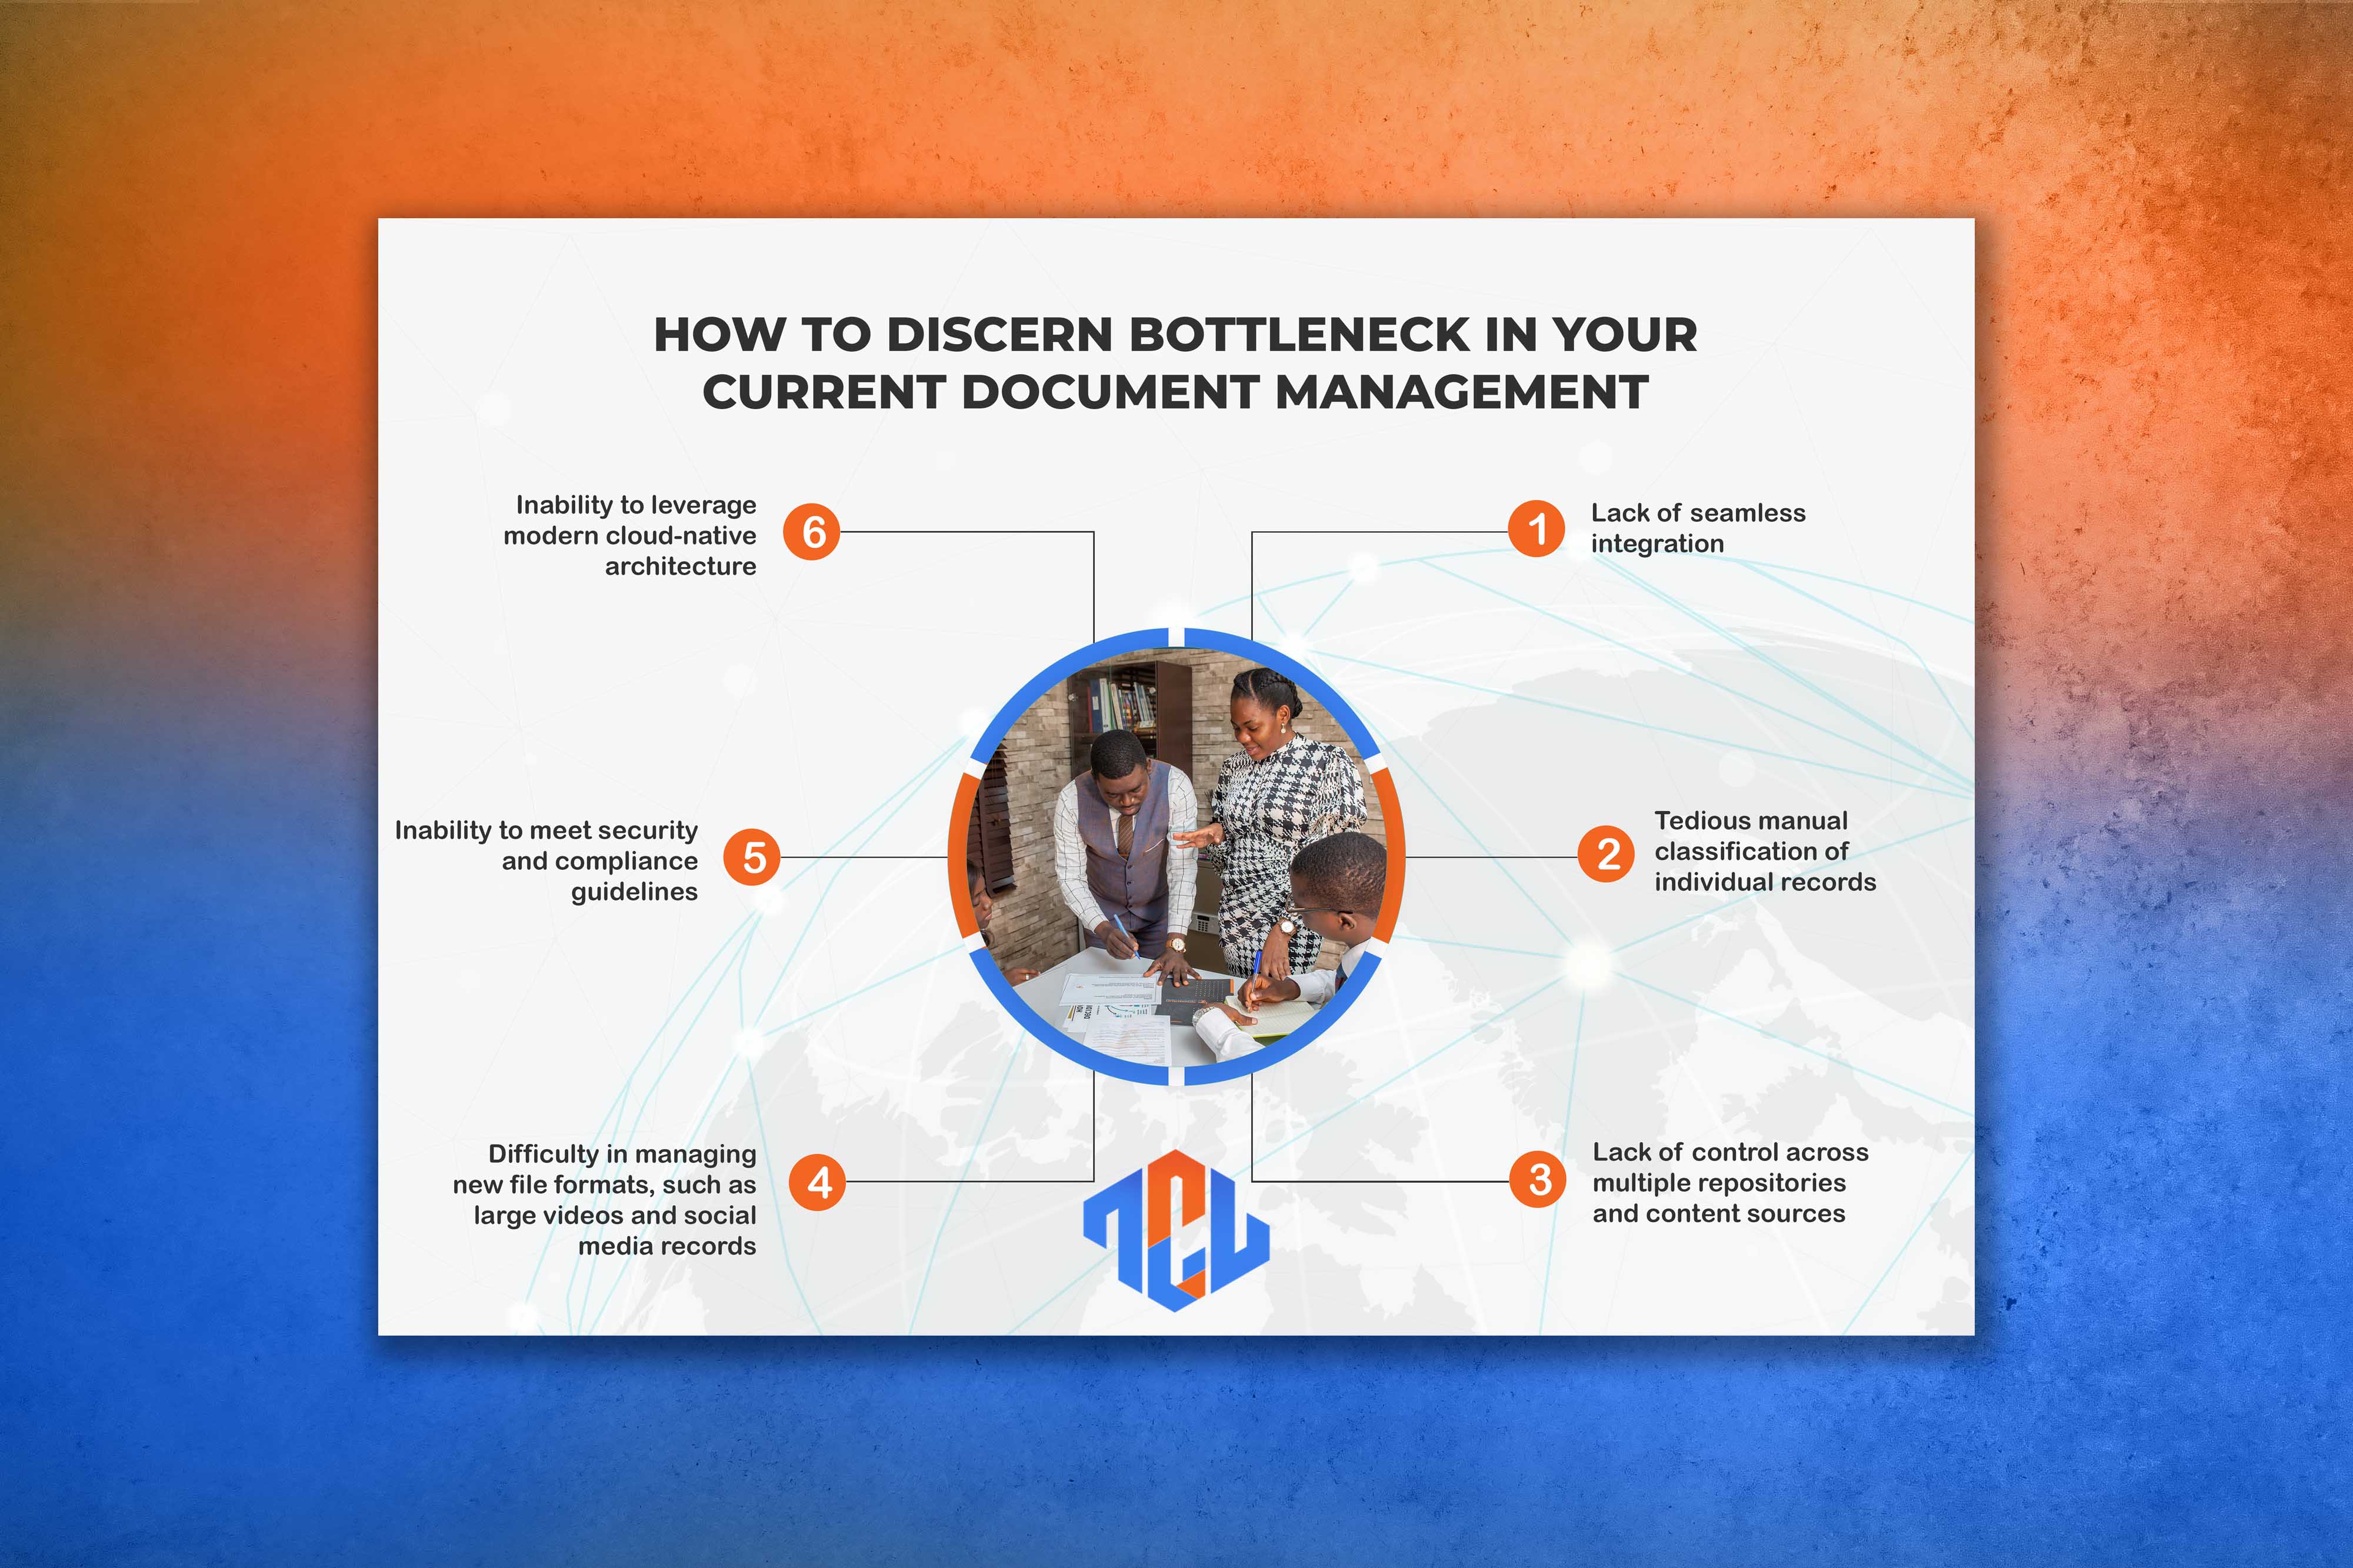 HOW TO DISCERN BOTTLENECK IN YOUR
CURRENT DOCUMENT MANAGEMENT
1
Lack of seamless
integration
2
Tedious manual
classification of
individual records
3
Lack of control across
multiple repositories
and content sources
4
Difficulty in managing
new file formats, such as
large videos and social
media records
5
Inability to meet security
and compliance
guidelines
6
Inability to leverage
modern cloud-native
architecture
TCL